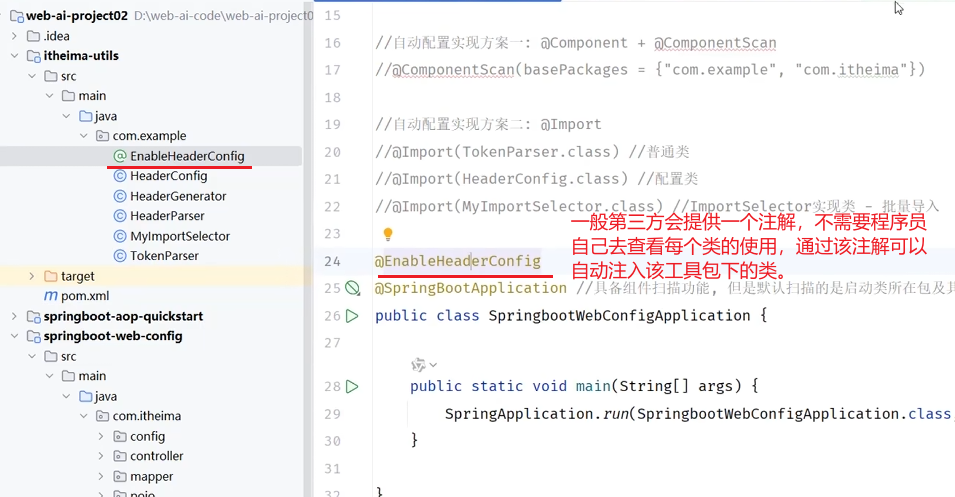 web-ai-project02 D:\web-ai-code\web-ai-project0
.idea
itheima-utils
src
main
java
com.example
EnableHeaderConfig
HeaderConfig
HeaderGenerator
HeaderParser
MyImportSelector
TokenParser
target
pom.xml
springboot-aop-quickstart
springboot-web-config
src
main
java
com.itheima
config
controller
mapper
pojo
15
16 //自动配置实现方案一: @Component + @ComponentScan
17 //@ComponentScan(basePackages = {"com.example", "com.itheima"})
18
19 //自动配置实现方案二: @Import
20 //@Import(TokenParser.class) //普通类
21 //@Import(HeaderConfig.class) //配置类
22 //@Import(MyImportSelector.class) //ImportSelector实现类 - 批量导入
23
24 @EnableHeaderConfig
25 @SpringBootApplication //具备组件扫描功能, 但是默认扫描的是启动类所在包及其
26 public class SpringbootWebConfigApplication {
27
28 public static void main(String[] args) {
29 SpringApplication.run(SpringbootWebConfigApplication.class,
30 }
31
32 }
一般第三方会提供一个注解，不需要程序员
自己去查看每个类的使用，通过该注解可以
自动注入该工具包下的类。